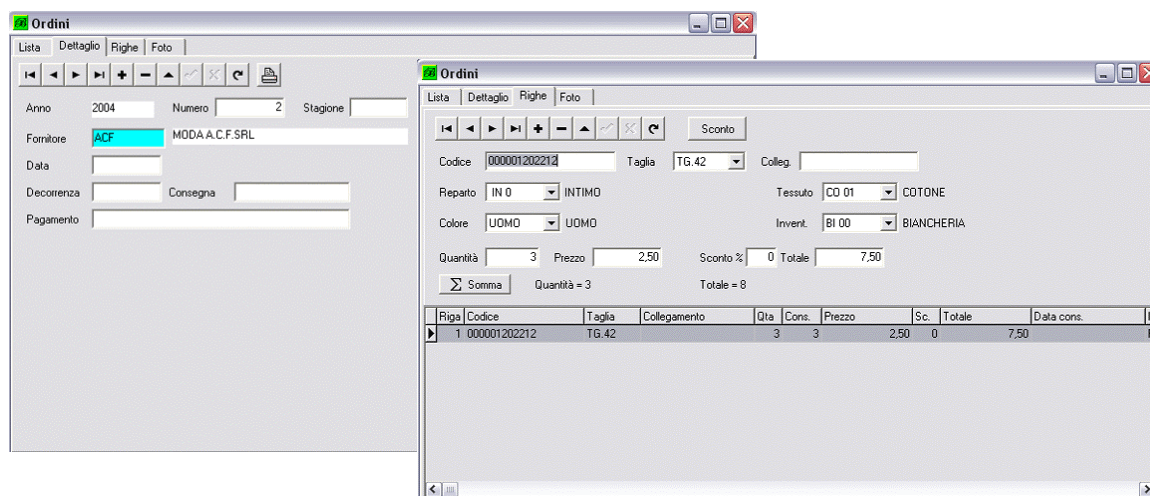 Ordini
Lista Dettaglio Righe Foto
Anno 2004 Numero 2 Stagione
Fornitore ACF MODA A.C.F. SRL
Data
Decorrenza Consegna
Pagamento
Ordini
Lista Dettaglio Righe Foto
Sconto
Codice 000001202212 Taglia TG.42 Colleg.
Reparto IN 0 INTIMO Tessuto CO 01 COTONE
Colore UOMO UOMO Invent. BI 00 BIANCHERIA
Quantità 3 Prezzo 2,50 Sconto % 0 Totale 7,50
Σ Somma Quantità = 3 Totale = 8
Riga Codice Taglia Collegamento Qta Cons. Prezzo Sc. Totale Data cons.
1 000001202212 TG.42 3 3 2,50 0 7,50